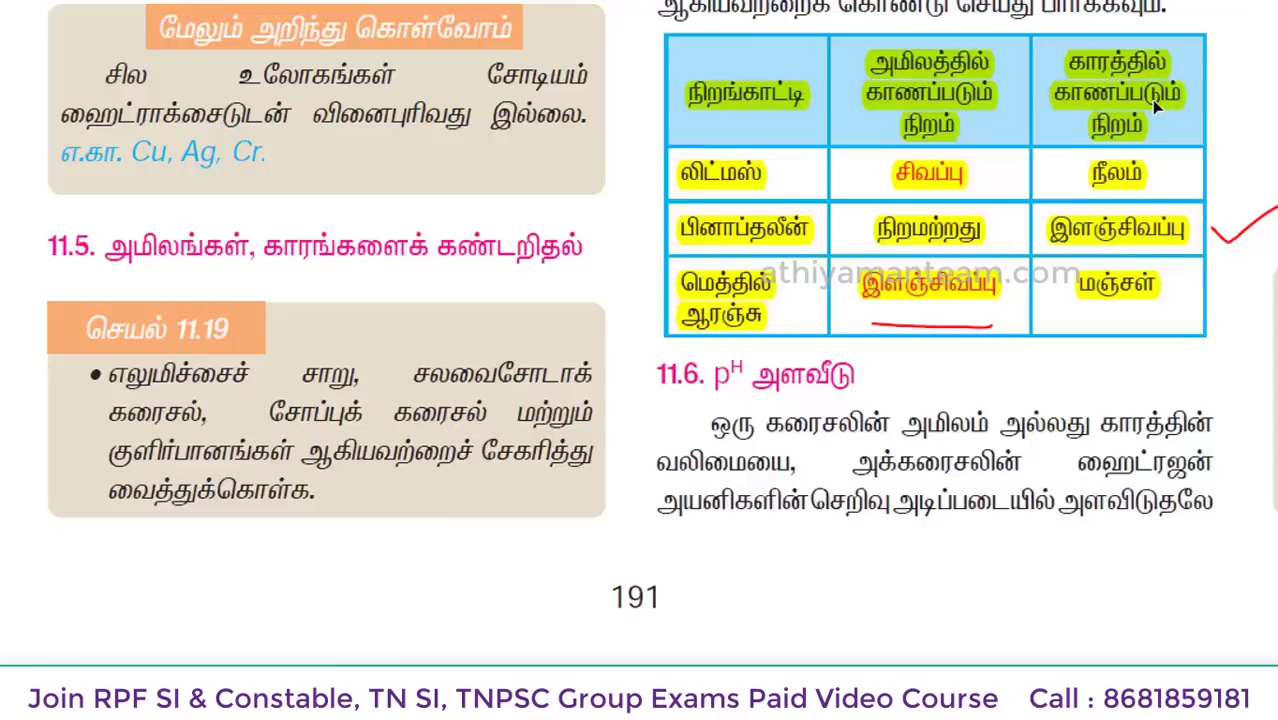 மேலும் அறிந்து கொள்வோம்
சில உலோகங்கள் சோடியம்
ஹைட்ராக்சைடுடன் வினைபுரிவது இல்லை.
எ.கா. Cu, Ag, Cr.
11.5. அமிலங்கள், காரங்களைக் கண்டறிதல்
செயல் 11.19
• எலுமிச்சைச் சாறு, சலவைசோடாக்
கரைசல், சோப்புக் கரைசல் மற்றும்
குளிர்பானங்கள் ஆகியவற்றைச் சேகரித்து
வைத்துக்கொள்க.
ஆகியவற்றைக் கொண்டு செய்து பார்க்கவும்.
நிறங்காட்டி
அமிலத்தில்
காணப்படும்
நிறம்
காரத்தில்
காணப்படும்
நிறம்
லிட்மஸ் சிவப்பு நீலம்
பினாப்தலீன் நிறமற்றது இளஞ்சிவப்பு
athiyamanteam.com
மெத்தில் இளஞ்சிவப்பு மஞ்சள்
ஆரஞ்சு
11.6. pH அளவீடு
ஒரு கரைசலின் அமிலம் அல்லது காரத்தின்
வலிமையை, அக்கரைசலின் ஹைட்ரஜன்
அயனிகளின் செறிவு அடிப்படையில் அளவிடுதலே
191
Join RPF SI & Constable, TN SI, TNPSC Group Exams Paid Video Course Call : 8681859181